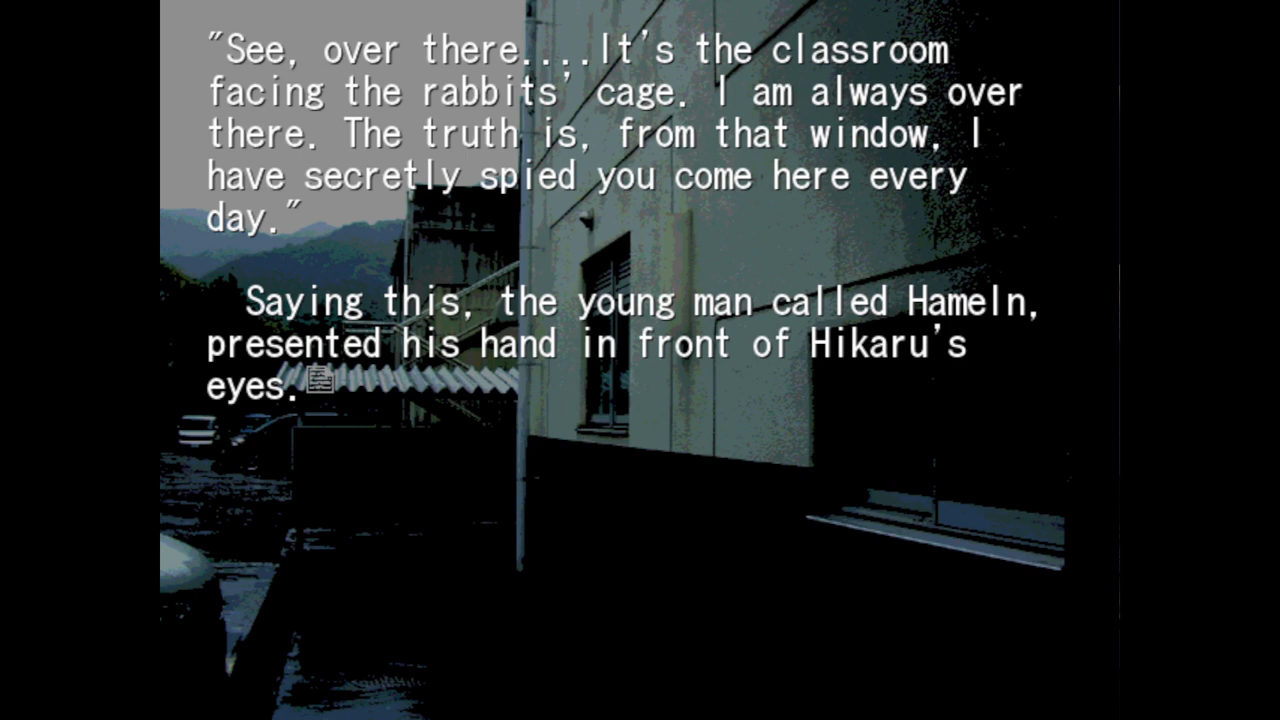 "See, over there....It's the classroom
facing the rabbits' cage. I am always over
there. The truth is, from that window, I
have secretly spied you come here every
day."
Saying this, the young man called Hameln,
presented his hand in front of Hikaru's
eyes.